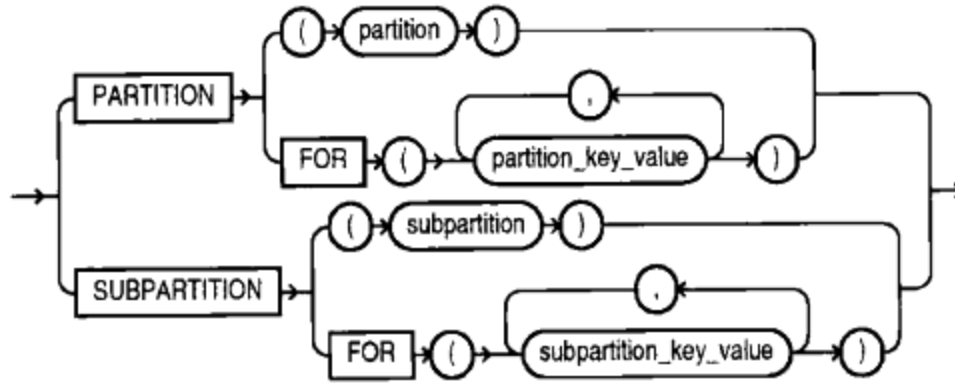 ( partition )
PARTITION
,
FOR ( partition_key_value )
( subpartition )
SUBPARTITION
,
FOR ( subpartition_key_value )